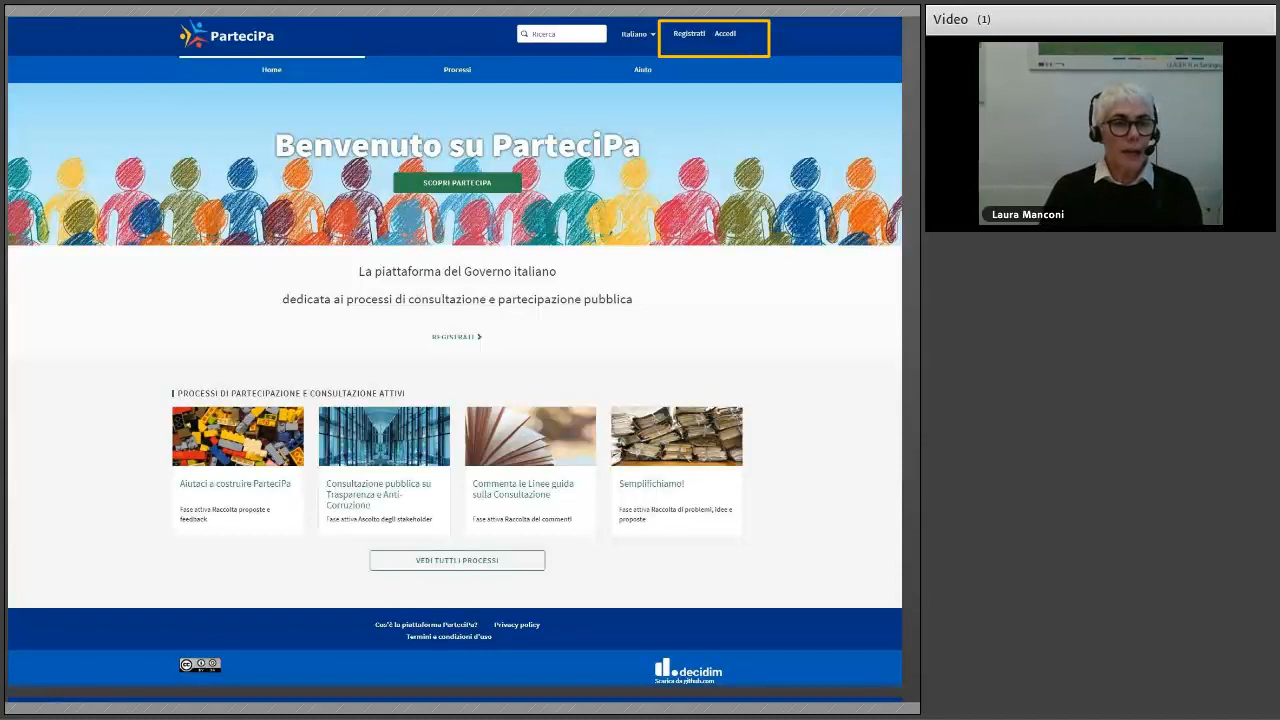 ParteciPa
Ricerca
Italiano
Registrati Accedi
Home Processi Aiuto
Benvenuto su ParteciPa
SCOPRI PARTECIPA
La piattaforma del Governo italiano
dedicata ai processi di consultazione e partecipazione pubblica
REGISTRATI
PROCESSI DI PARTECIPAZIONE E CONSULTAZIONE ATTIVI
Aiutaci a costruire ParteciPa
Fase attiva Raccolta proposte e
feedback
Consultazione pubblica su
Trasparenza e Anti-
Corruzione
Fase attiva Ascolto degli stakeholder
Commenta le Linee guida
sulla Consultazione
Fase attiva Raccolta dei commenti
Semplifichiamo!
Fase attiva Raccolta di problemi, idee e
proposte
VEDI TUTTI I PROCESSI
Cos'è la piattaforma ParteciPa? Privacy policy
Termini e condizioni d'uso
decidim
Scarica da github.com
Video (1)
Laura Manconi